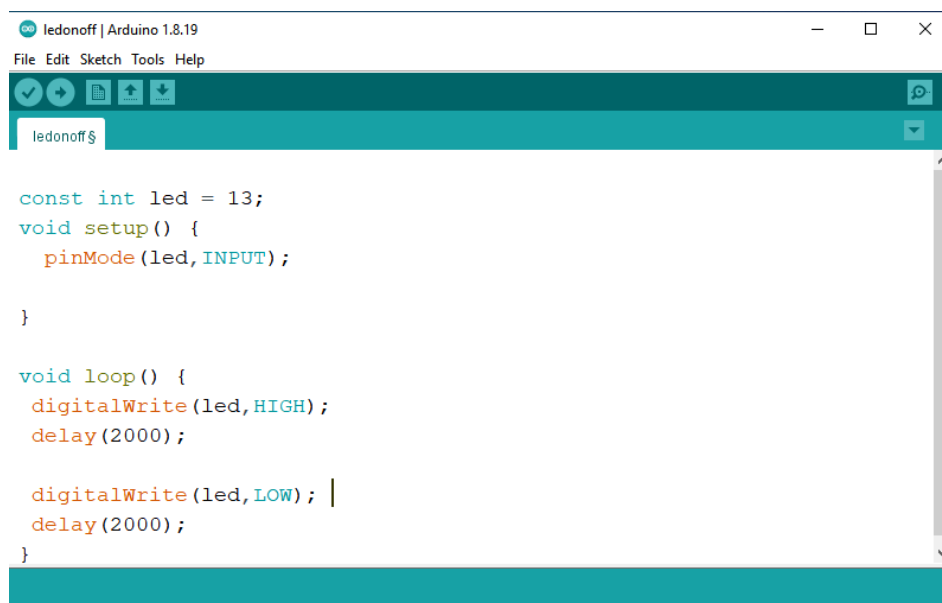 ledonoff | Arduino 1.8.19
File Edit Sketch Tools Help
ledonoff §
const int led = 13;
void setup() {
  pinMode(led,INPUT);
}
void loop() {
 digitalWrite(led,HIGH);
 delay(2000);
 digitalWrite(led,LOW);
 delay(2000);
}